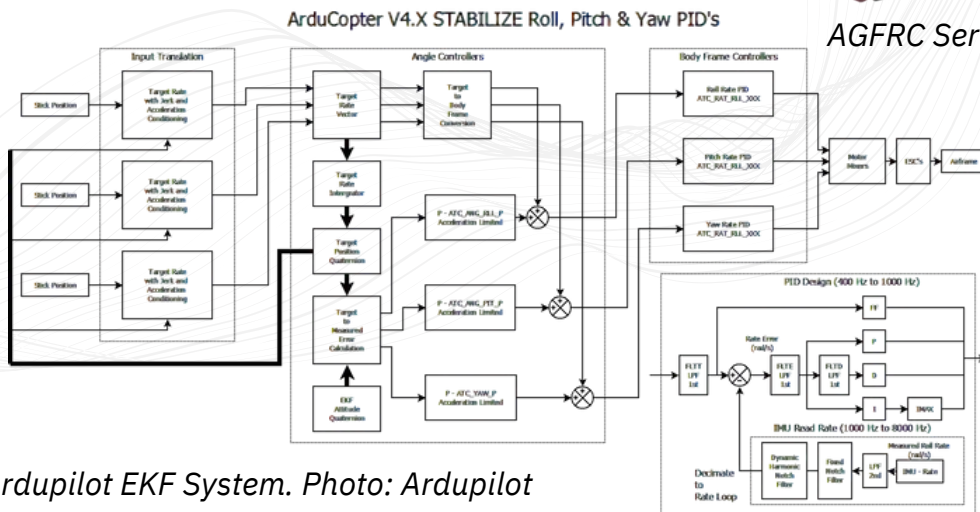 ArduCopter V4.X STABILIZE Roll, Pitch & Yaw PID's
AGFRC Ser
Input Translation
Stick Position
Target Rate
with Jerk and
Acceleration
Conditioning
Stick Position
Target Rate
with Jerk and
Acceleration
Conditioning
Stick Position
Target Rate
with Jerk and
Acceleration
Conditioning
Angle Controllers
Target
Rate
Vector
Target
to
Body
Frame
Conversion
Target
Rate
Intergrator
Target
Position
Quaternion
Target
to
Measured
Error
Calculation
EKF
Attitude
Quaternion
P - ATC_ANG_RLL_P
Acceleration Limited
P - ATC_ANG_PIT_P
Acceleration Limited
P - ATC_YAW_P
Acceleration Limited
Body Frame Controllers
Roll Rate PID
ATC_RAT_RLL_XXX
Pitch Rate PID
ATC_RAT_RLL_XXX
Yaw Rate PID
ATC_RAT_RLL_XXX
Motor
Mixers
ESC's
Airframe
PID Design (400 Hz to 1000 Hz)
FLTT
LPF
1st
Rate Error
(rad/s)
FLTE
LPF
1st
FLTD
LPF
1st
FF
P
D
I
IMAX
IMU Read Rate (1000 Hz to 8000 Hz)
Measured Roll Rate
(rad/s)
Dynamic
Harmonic
Notch
Filter
Fixed
Notch
Filter
LPF
2nd
IMU - Rate
Decimate
to
Rate Loop
rdupilot EKF System. Photo: Ardupilot